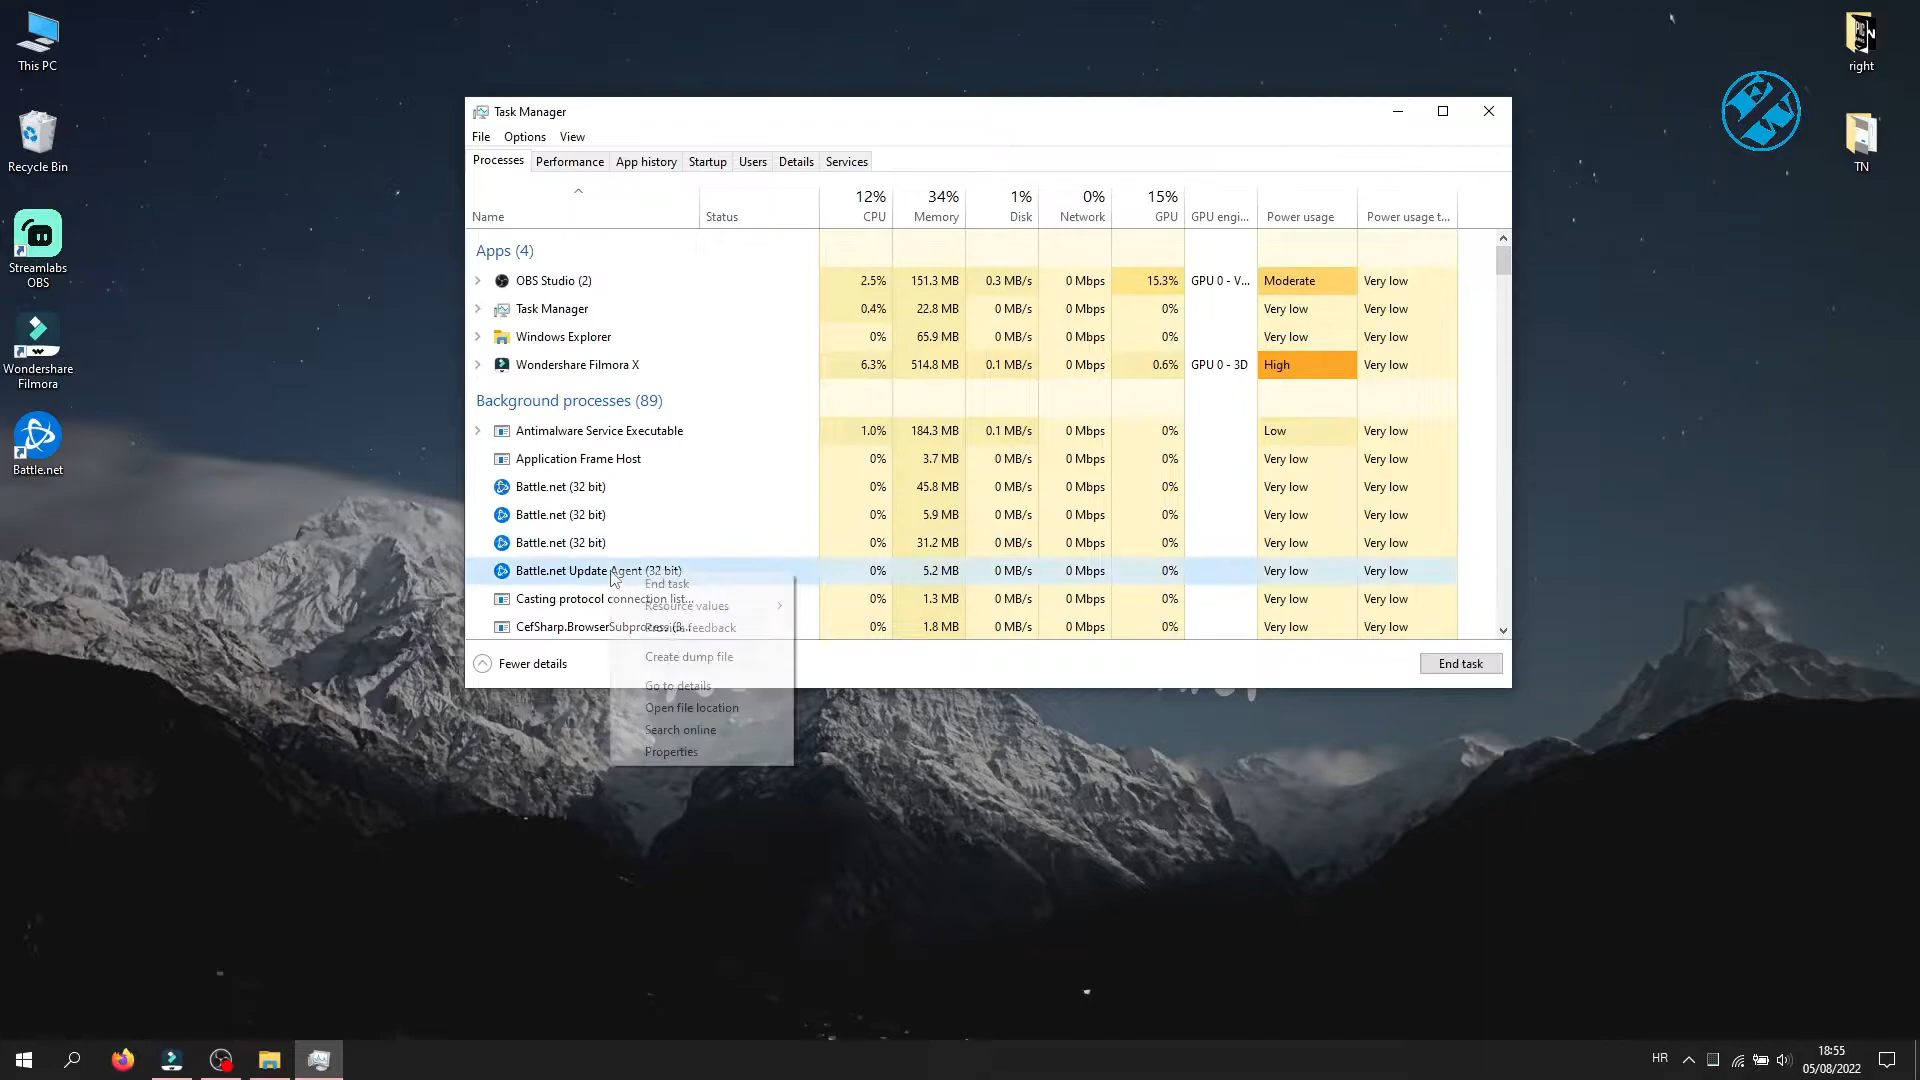 This PC
Recycle Bin
Streamlabs
OBS
Wondershare
Filmora
Battle.net
right
TN
Task Manager
File Options View
Processes Performance App history Startup Users Details Services
12% 34% 1% 0% 15%
Name Status CPU Memory Disk Network GPU GPU engi... Power usage Power usage t...
Apps (4)
OBS Studio (2) 2.5% 151.3 MB 0.3 MB/s 0 Mbps 15.3% GPU 0 - V... Moderate Very low
Task Manager 0.4% 22.8 MB 0 MB/s 0 Mbps 0% Very low Very low
Windows Explorer 0% 65.9 MB 0 MB/s 0 Mbps 0% Very low Very low
Wondershare Filmora X 6.3% 514.8 MB 0.1 MB/s 0 Mbps 0.6% GPU 0 - 3D High Very low
Background processes (89)
Antimalware Service Executable 1.0% 184.3 MB 0.1 MB/s 0 Mbps 0% Low Very low
Application Frame Host 0% 3.7 MB 0 MB/s 0 Mbps 0% Very low Very low
Battle.net (32 bit) 0% 45.8 MB 0 MB/s 0 Mbps 0% Very low Very low
Battle.net (32 bit) 0% 5.9 MB 0 MB/s 0 Mbps 0% Very low Very low
Battle.net (32 bit) 0% 31.2 MB 0 MB/s 0 Mbps 0% Very low Very low
Battle.net Update Agent (32 bit) 0% 5.2 MB 0 MB/s 0 Mbps 0% Very low Very low
Casting protocol connection list... 0% 1.3 MB 0 MB/s 0 Mbps 0% Very low Very low
CefSharp.BrowserSubprocess (3... 0% 1.8 MB 0 MB/s 0 Mbps 0% Very low Very low
End task
Resource values
Provide feedback
Create dump file
Go to details
Open file location
Search online
Properties
Fewer details End task
HR
18:55
05/08/2022